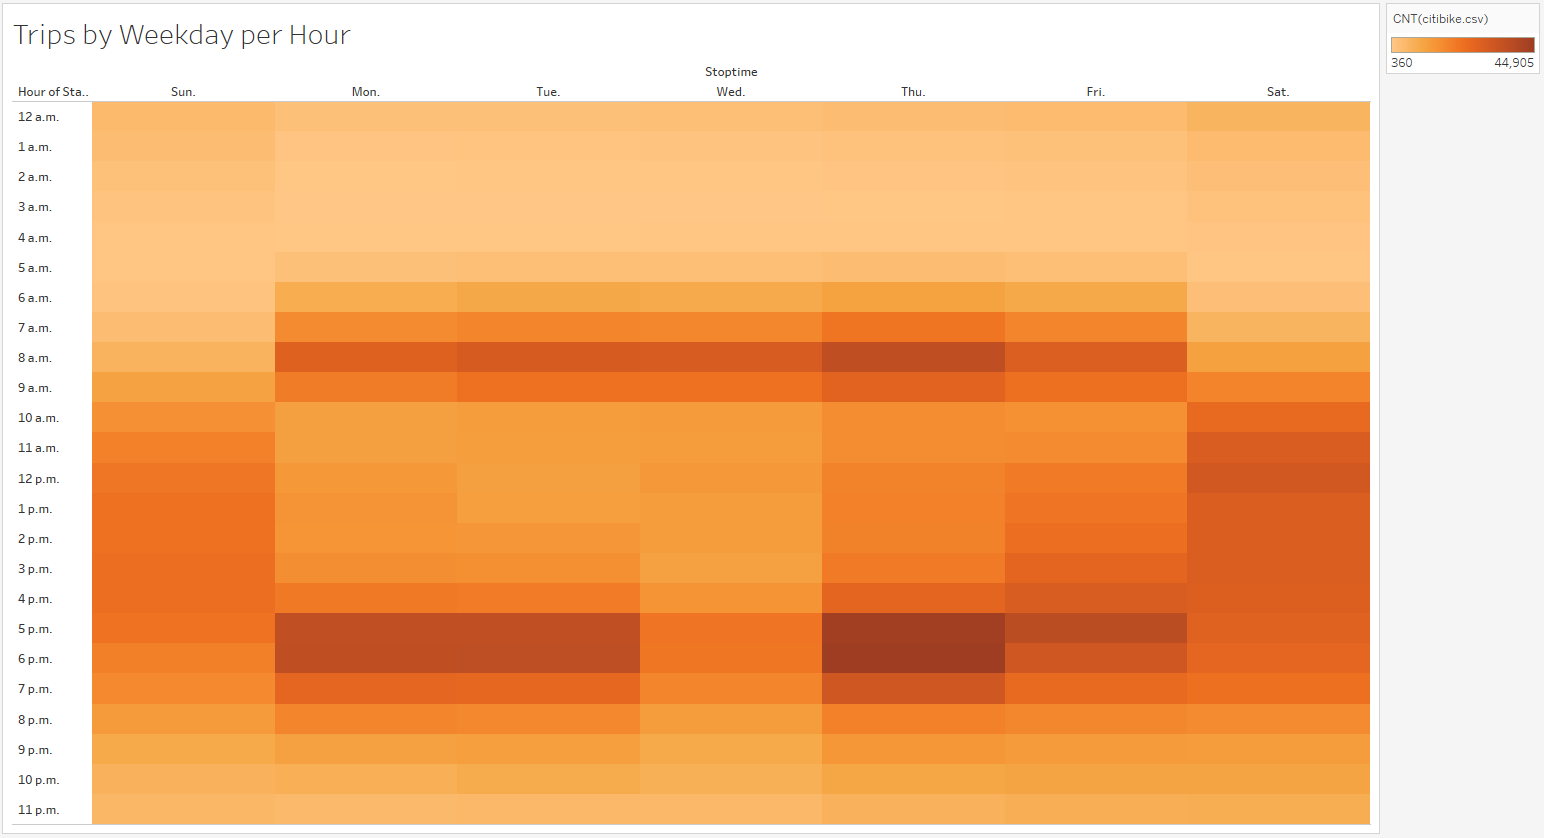 Trips by Weekday per Hour
CNT(citibike.csv)
360 44,905
Stoptime
Hour of Sta.. Sun. Mon. Tue. Wed. Thu. Fri. Sat.
12 a.m.
1 a.m.
2 a.m.
3 a.m.
4 a.m.
5 a.m.
6 a.m.
7 a.m.
8 a.m.
9 a.m.
10 a.m.
11 a.m.
12 p.m.
1 p.m.
2 p.m.
3 p.m.
4 p.m.
5 p.m.
6 p.m.
7 p.m.
8 p.m.
9 p.m.
10 p.m.
11 p.m.